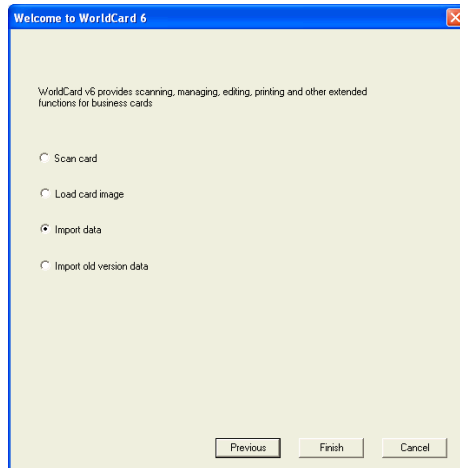 Welcome to WorldCard 6
WorldCard v6 provides scanning, managing, editing, printing and other extended
functions for business cards
Scan card
Load card image
Import data
Import old version data
Previous
Finish
Cancel